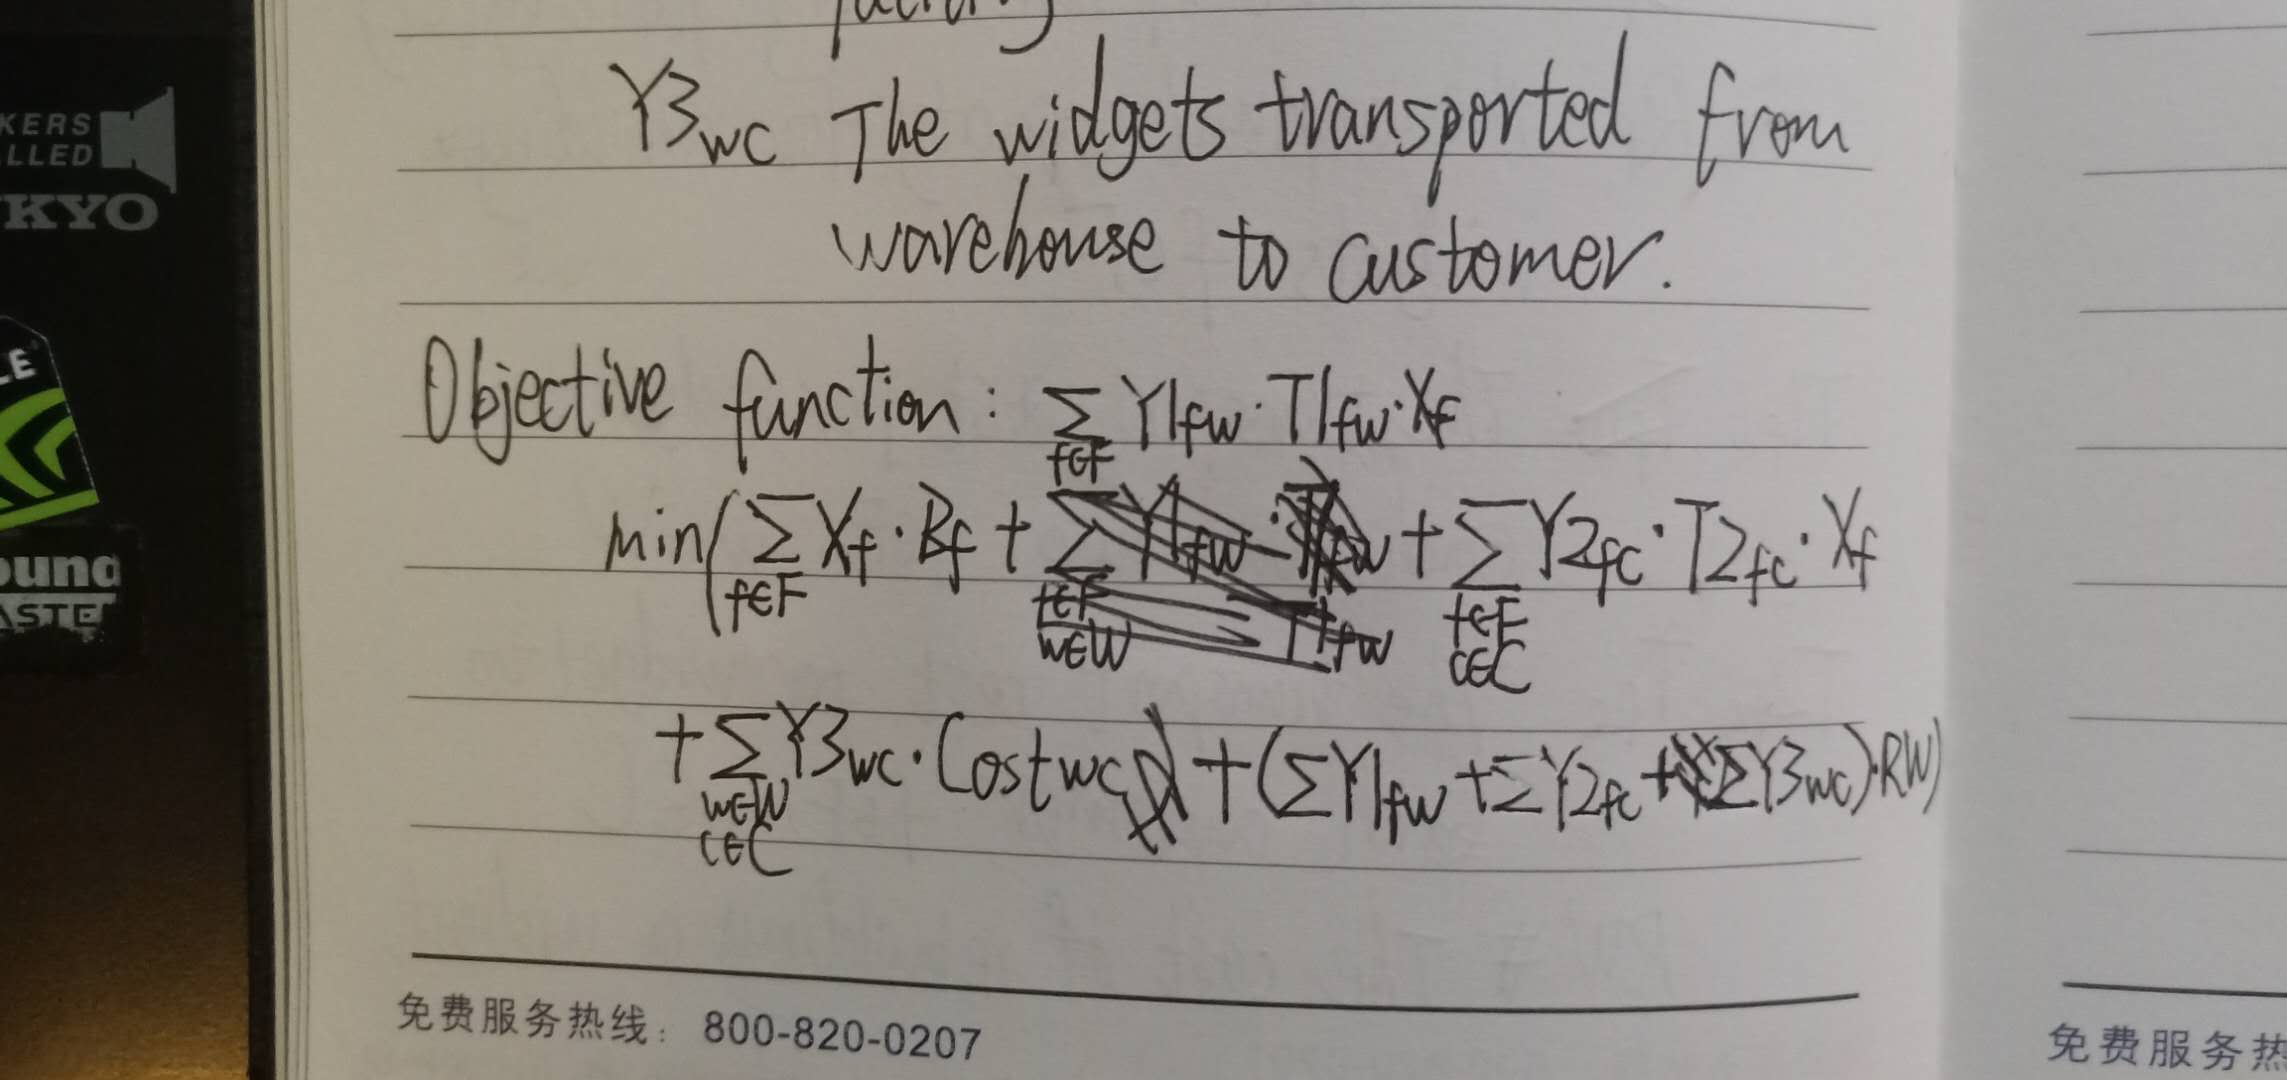 KERS
LLED
KYO
LE
ound
ASTE
Y3wc The widgets transported from
warehouse to customer.
Objective function: ∑ Y1fw · T1fw · Xf
f∈F
min(∑ Xf · Bf + + ∑ Y2fc · T2fc · Xf
f∈F f∈F f∈F
w∈W T1fw c∈C
+ ∑ Y3wc · Costwc + (∑Y1fw + ∑Y2fc + ∑Y3wc)·RW)
w∈W
c∈C
免费服务热线: 800-820-0207
免费服务热